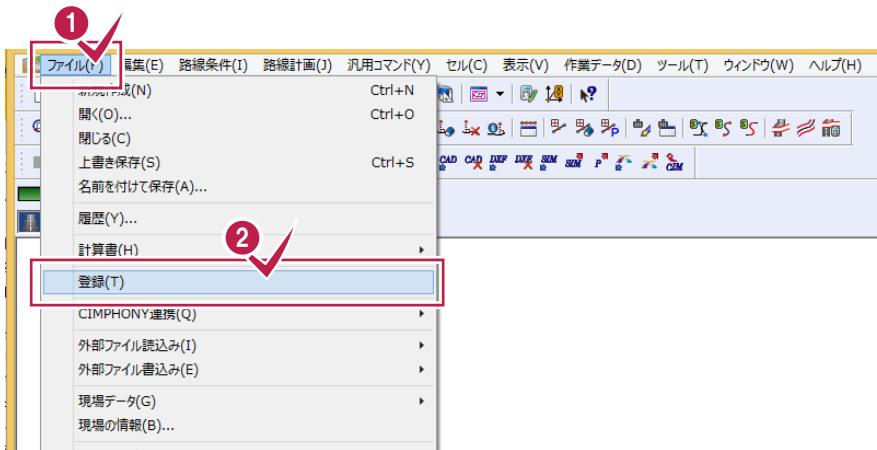 1
ファイル(F) 編集(E) 路線条件(I) 路線計画(J) 汎用コマンド(Y) セル(C) 表示(V) 作業データ(D) ツール(T) ウィンドウ(W) ヘルプ(H)
新規作成(N) Ctrl+N
開く(O)... Ctrl+O
閉じる(C)
上書き保存(S) Ctrl+S
CAD CAD DXF DXF SIM SIM P CIM
名前を付けて保存(A)...
履歴(Y)...
2
計算書(H)
登録(T)
CIMPHONY連携(Q)
外部ファイル読込み(I)
外部ファイル書込み(E)
現場データ(G)
現場の情報(B)...